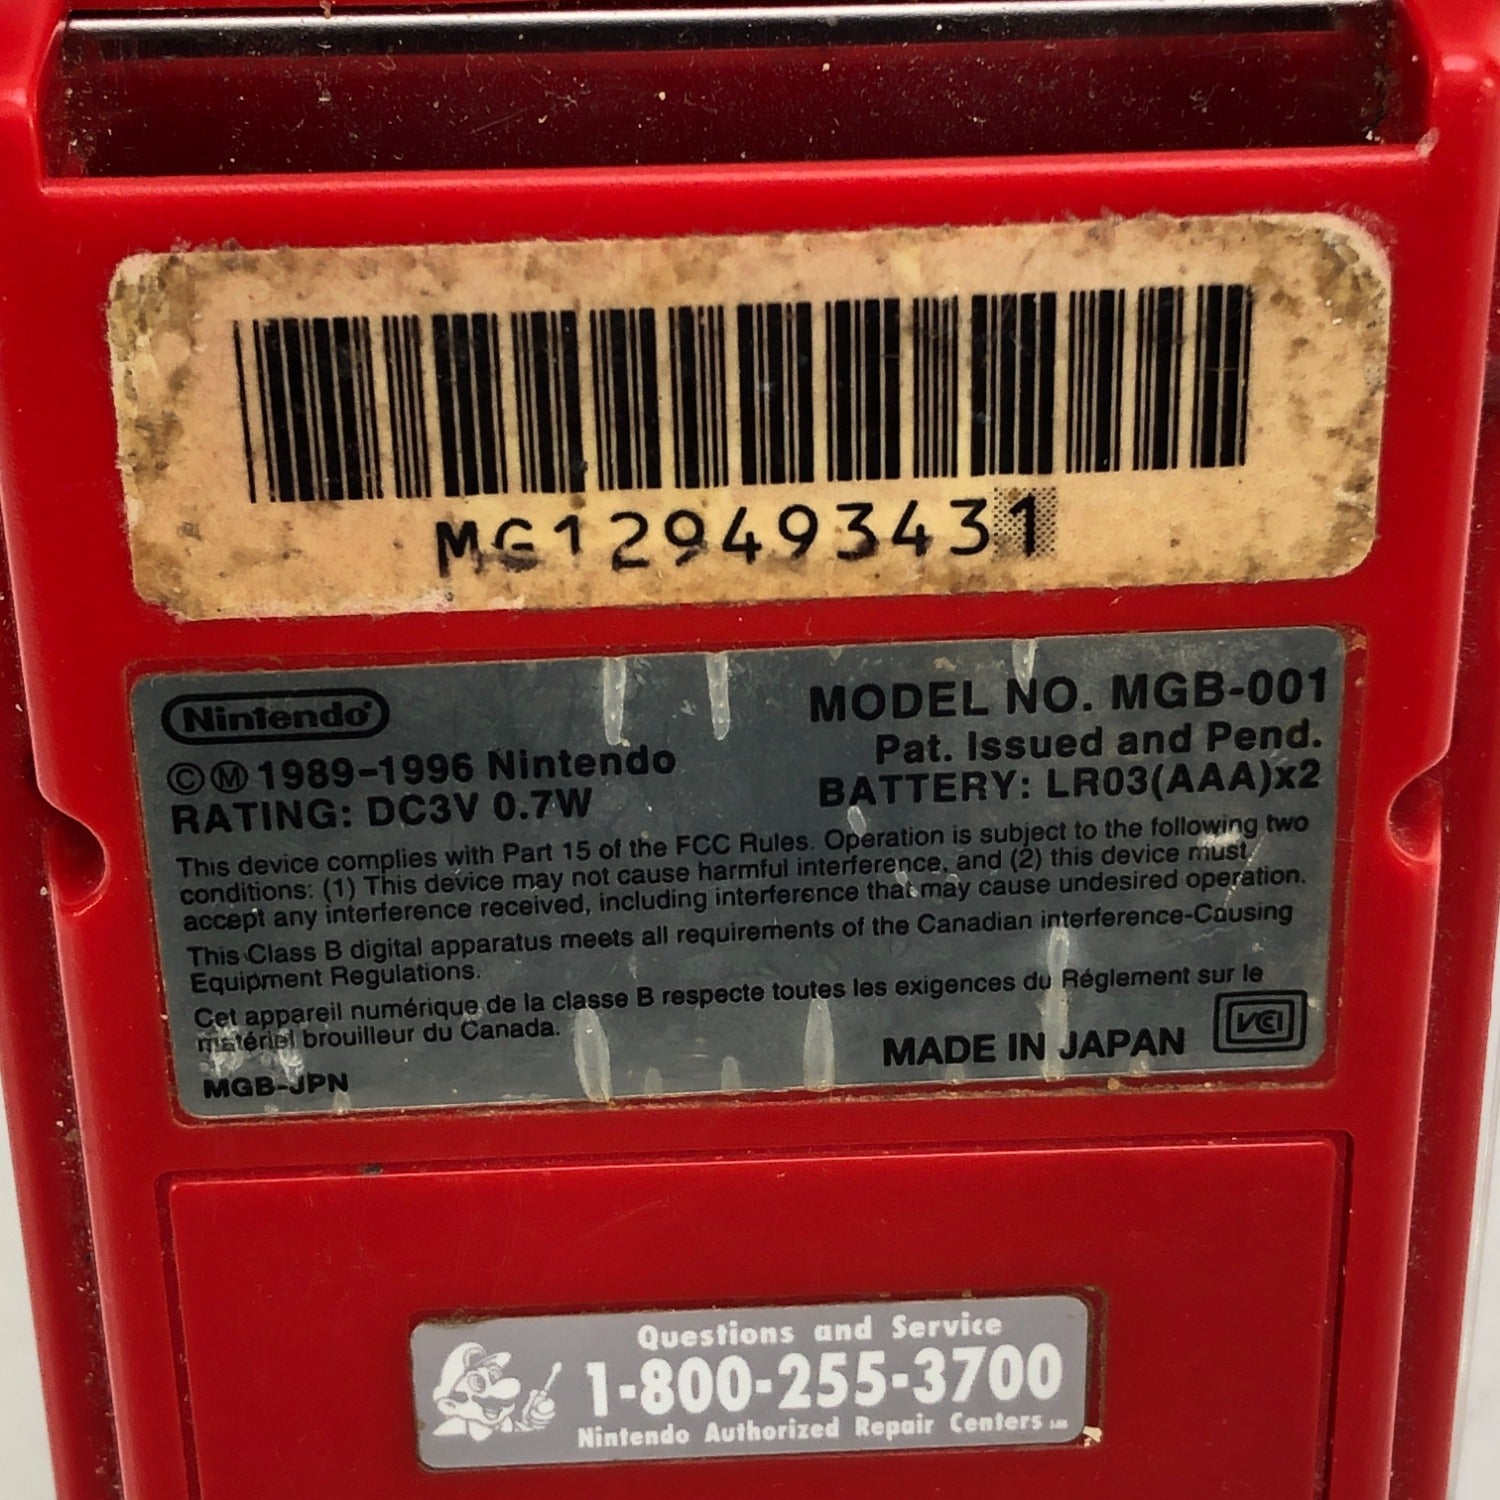 MG129493431
Nintendo®
©Ⓜ1989-1996 Nintendo
RATING: DC3V 0.7W
MODEL NO. MGB-001
Pat. Issued and Pend.
BATTERY: LR03(AAA)x2
This device complies with Part 15 of the FCC Rules. Operation is subject to the following two
conditions: (1) This device may not cause harmful interference, and (2) this device must
accept any interference received, including interference that may cause undesired operation.
This Class B digital apparatus meets all requirements of the Canadian interference-Causing
Equipment Regulations.
Cet appareil numérique de la classe B respecte toutes les exigences du Réglement sur le
matériel brouilleur du Canada.
MGB-JPN
MADE IN JAPAN
VCI
Questions and Service
1-800-255-3700
Nintendo Authorized Repair Centers SM